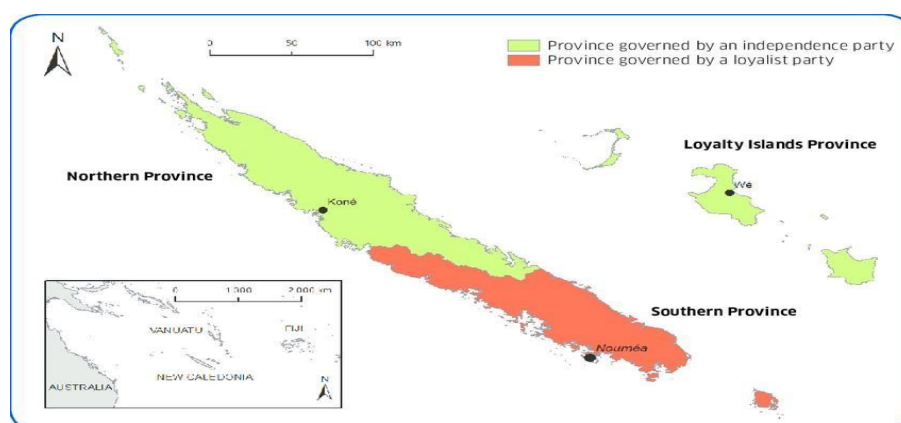 N
0 50 100 km
Province governed by an independence party
Province governed by a loyalist party
Loyalty Islands Province
Northern Province
Wé
Koné
Southern Province
Nouméa
0 1 000 2 000 km
VANUATU
FIJI
NEW CALEDONIA
AUSTRALIA
N